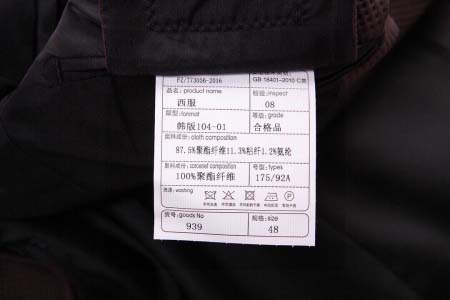 FZ/T73056-2016
GB 18401-2010 C类
品名: product name
检验: inspect
西服
08
版型: format
等级: grade
韩版104-01
合格品
面料成份: cloth composition
87.5%聚酯纤维11.3%粘纤1.2%氨纶
里料成份: composition
号型: types
100%聚酯纤维
175/92A
洗涤: washing
货号: goods No
规格: size
939
48